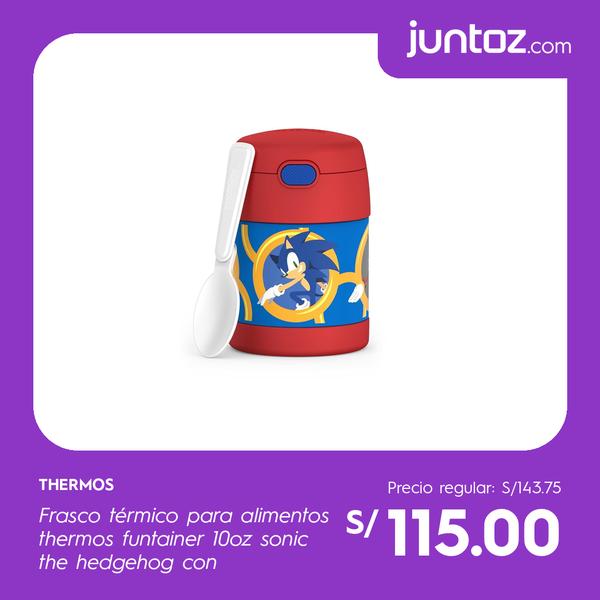 juntoz.com
THERMOS
Frasco térmico para alimentos
thermos funtainer 10oz sonic
the hedgehog con
Precio regular: S/143.75
S/115.00